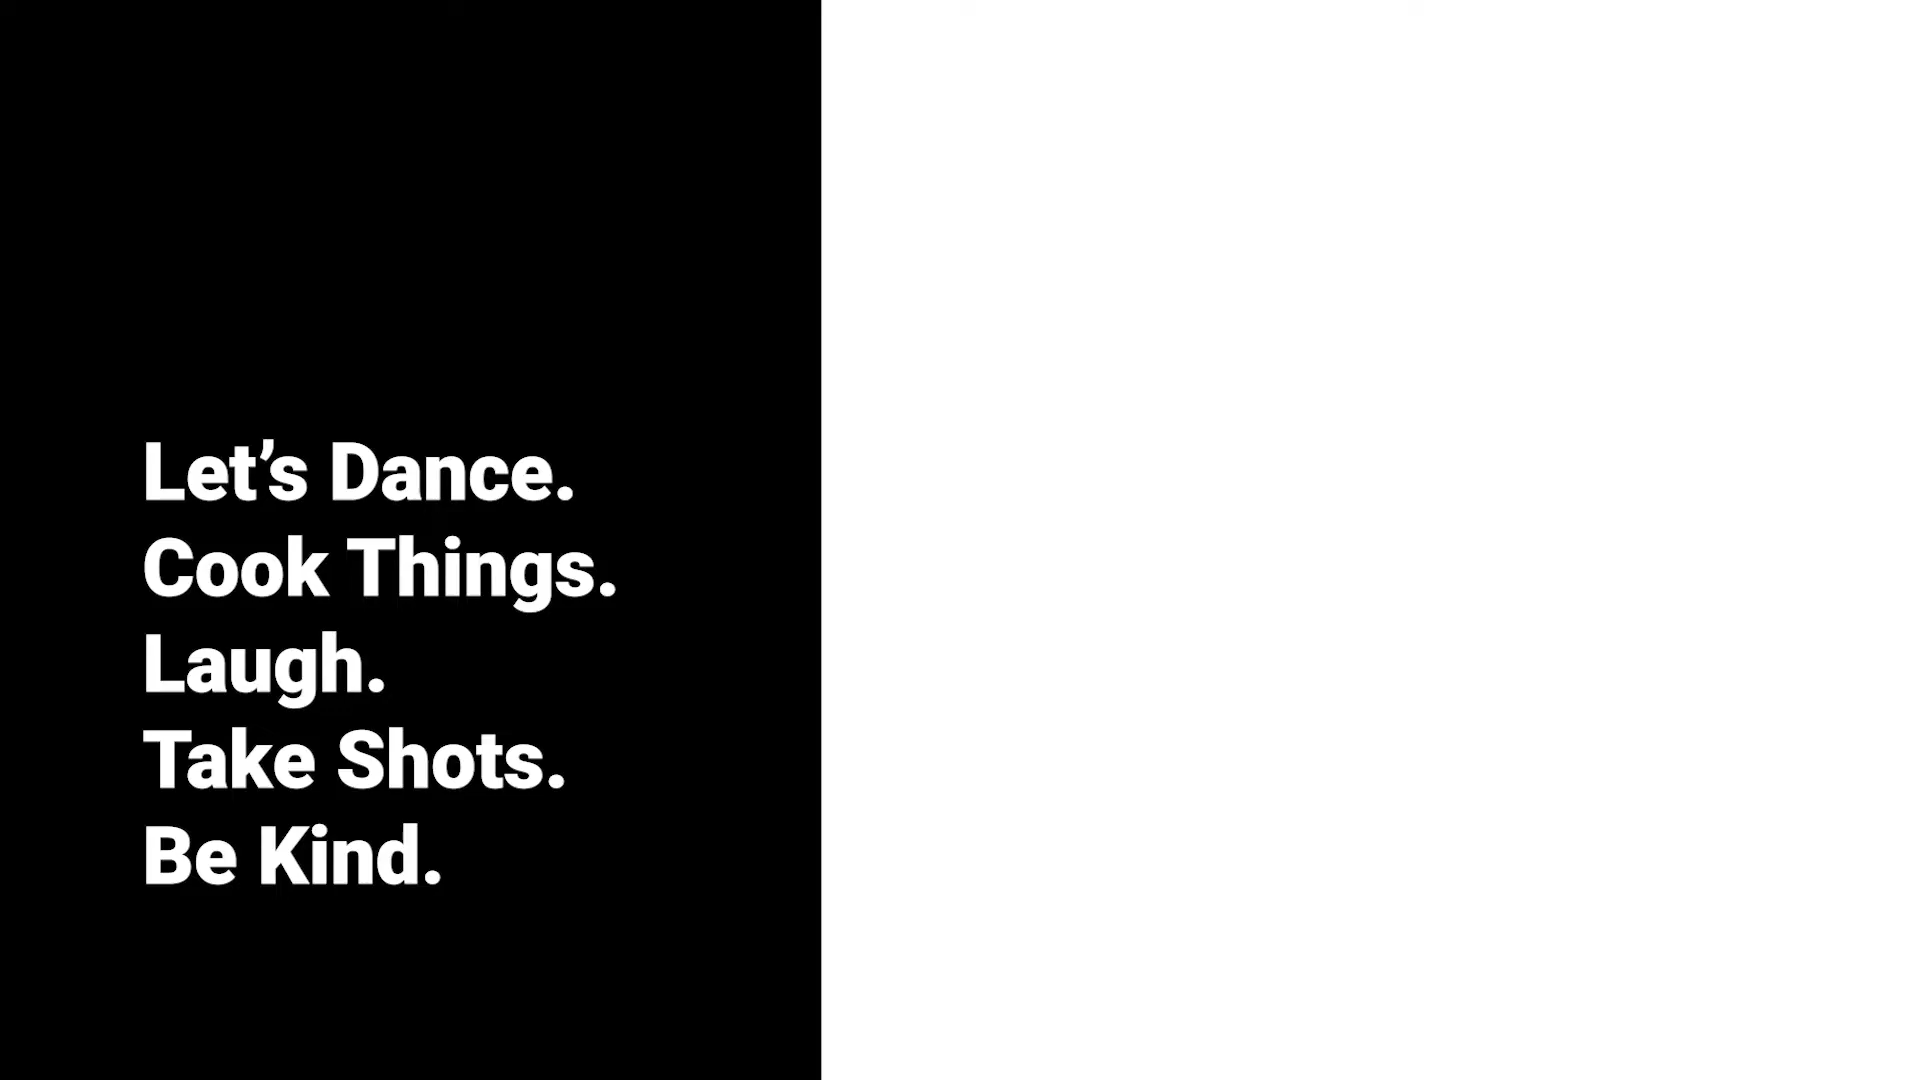 Let’s Dance.
Cook Things.
Laugh.
Take Shots.
Be Kind.